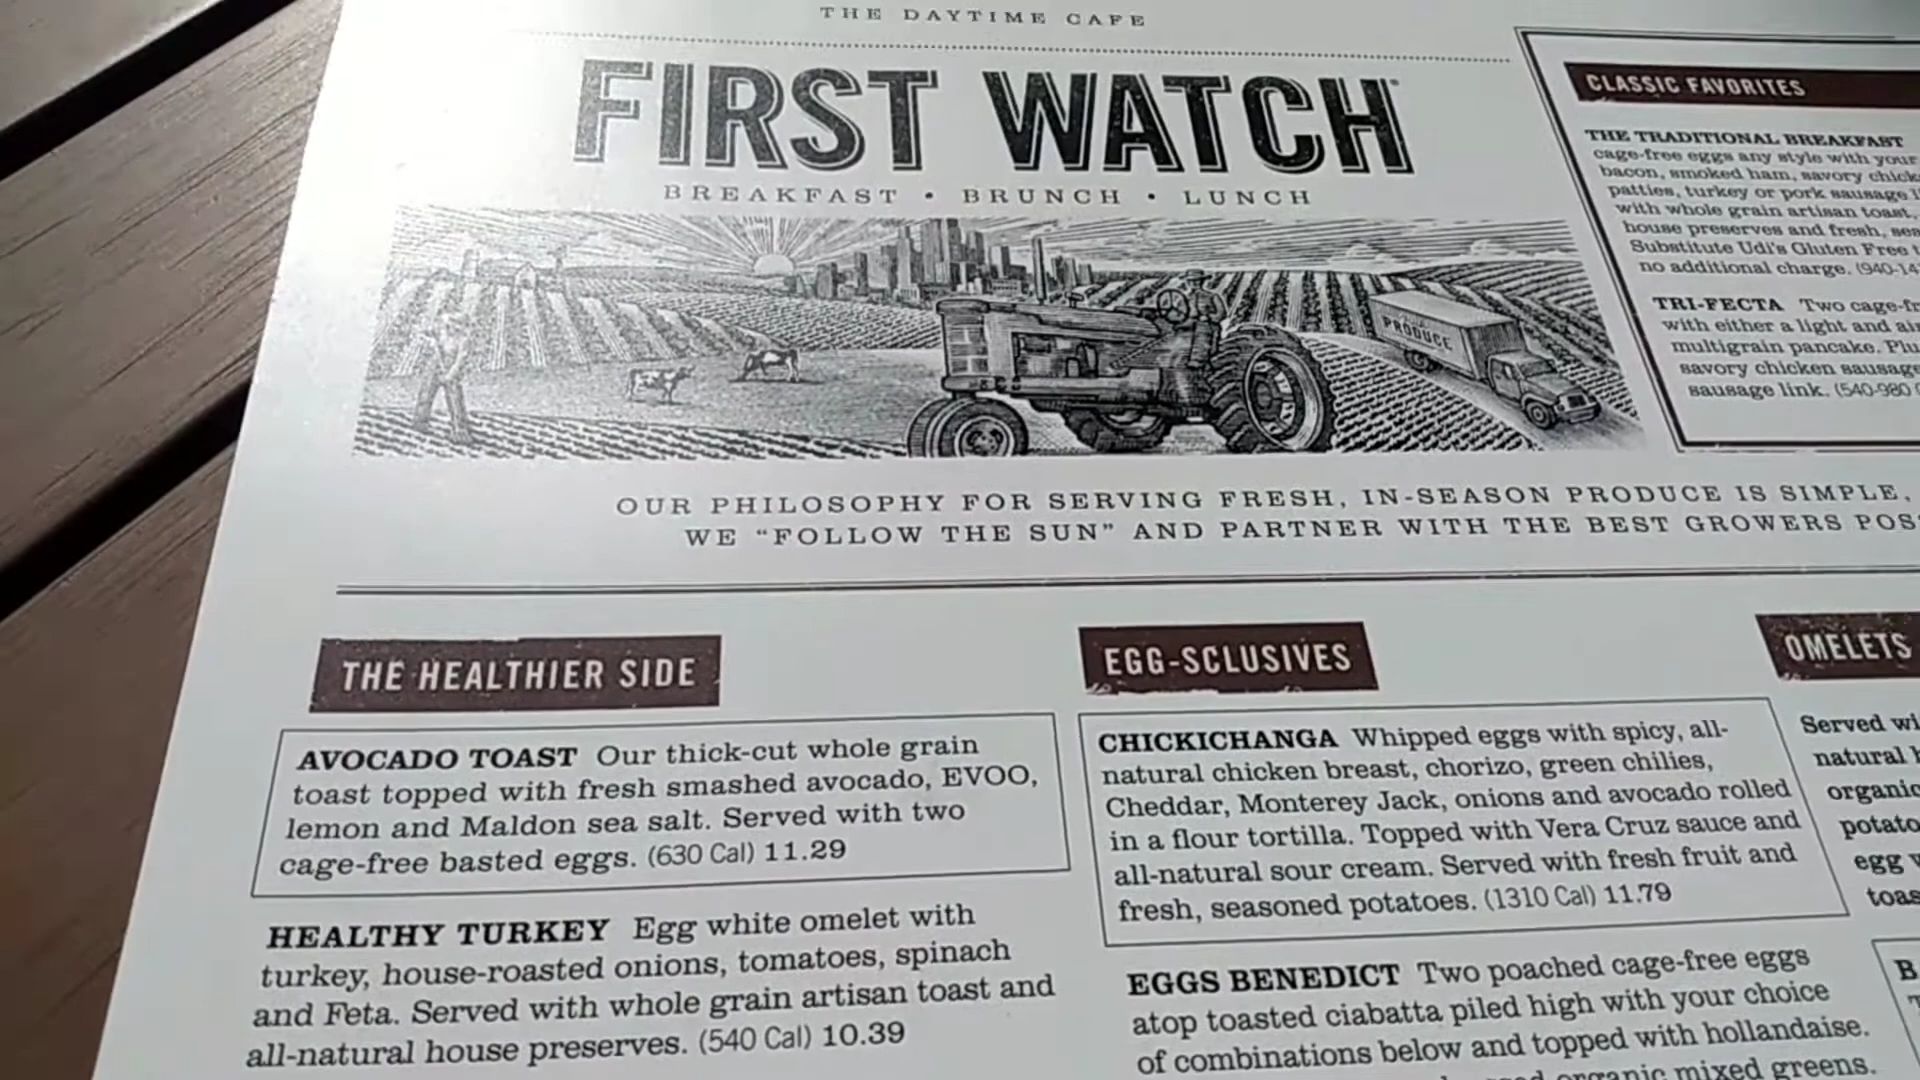 THE DAYTIME CAFE
FIRST WATCH
BREAKFAST • BRUNCH • LUNCH
PRODUCE
OUR PHILOSOPHY FOR SERVING FRESH, IN-SEASON PRODUCE IS SIMPLE,
WE “FOLLOW THE SUN” AND PARTNER WITH THE BEST GROWERS
CLASSIC FAVORITES
THE TRADITIONAL BREAKFAST
cage-free eggs any style with your
bacon, smoked ham, savory
patties, turkey or pork sausage
with whole grain artisan toast,
house preserves and fresh,
Substitute Udi's Gluten Free
no additional charge.
TRI-FECTA Two
with either a light and
multigrain pancake.
savory chicken sausage
sausage link. (540-980
THE HEALTHIER SIDE
AVOCADO TOAST Our thick-cut whole grain
toast topped with fresh smashed avocado, EVOO,
lemon and Maldon sea salt. Served with two
cage-free basted eggs. (630 Cal) 11.29
HEALTHY TURKEY Egg white omelet with
turkey, house-roasted onions, tomatoes, spinach
and Feta. Served with whole grain artisan toast and
all-natural house preserves. (540 Cal) 10.39
EGG-SCLUSIVES
CHICKICHANGA Whipped eggs with spicy, all-
natural chicken breast, chorizo, green chilies,
Cheddar, Monterey Jack, onions and avocado rolled
in a flour tortilla. Topped with Vera Cruz sauce and
all-natural sour cream. Served with fresh fruit and
fresh, seasoned potatoes. (1310 Cal) 11.79
EGGS BENEDICT Two poached cage-free eggs
atop toasted ciabatta piled high with your choice
of combinations below and topped with hollandaise.
organic mixed greens.
OMELETS
Served
natural
organic
egg